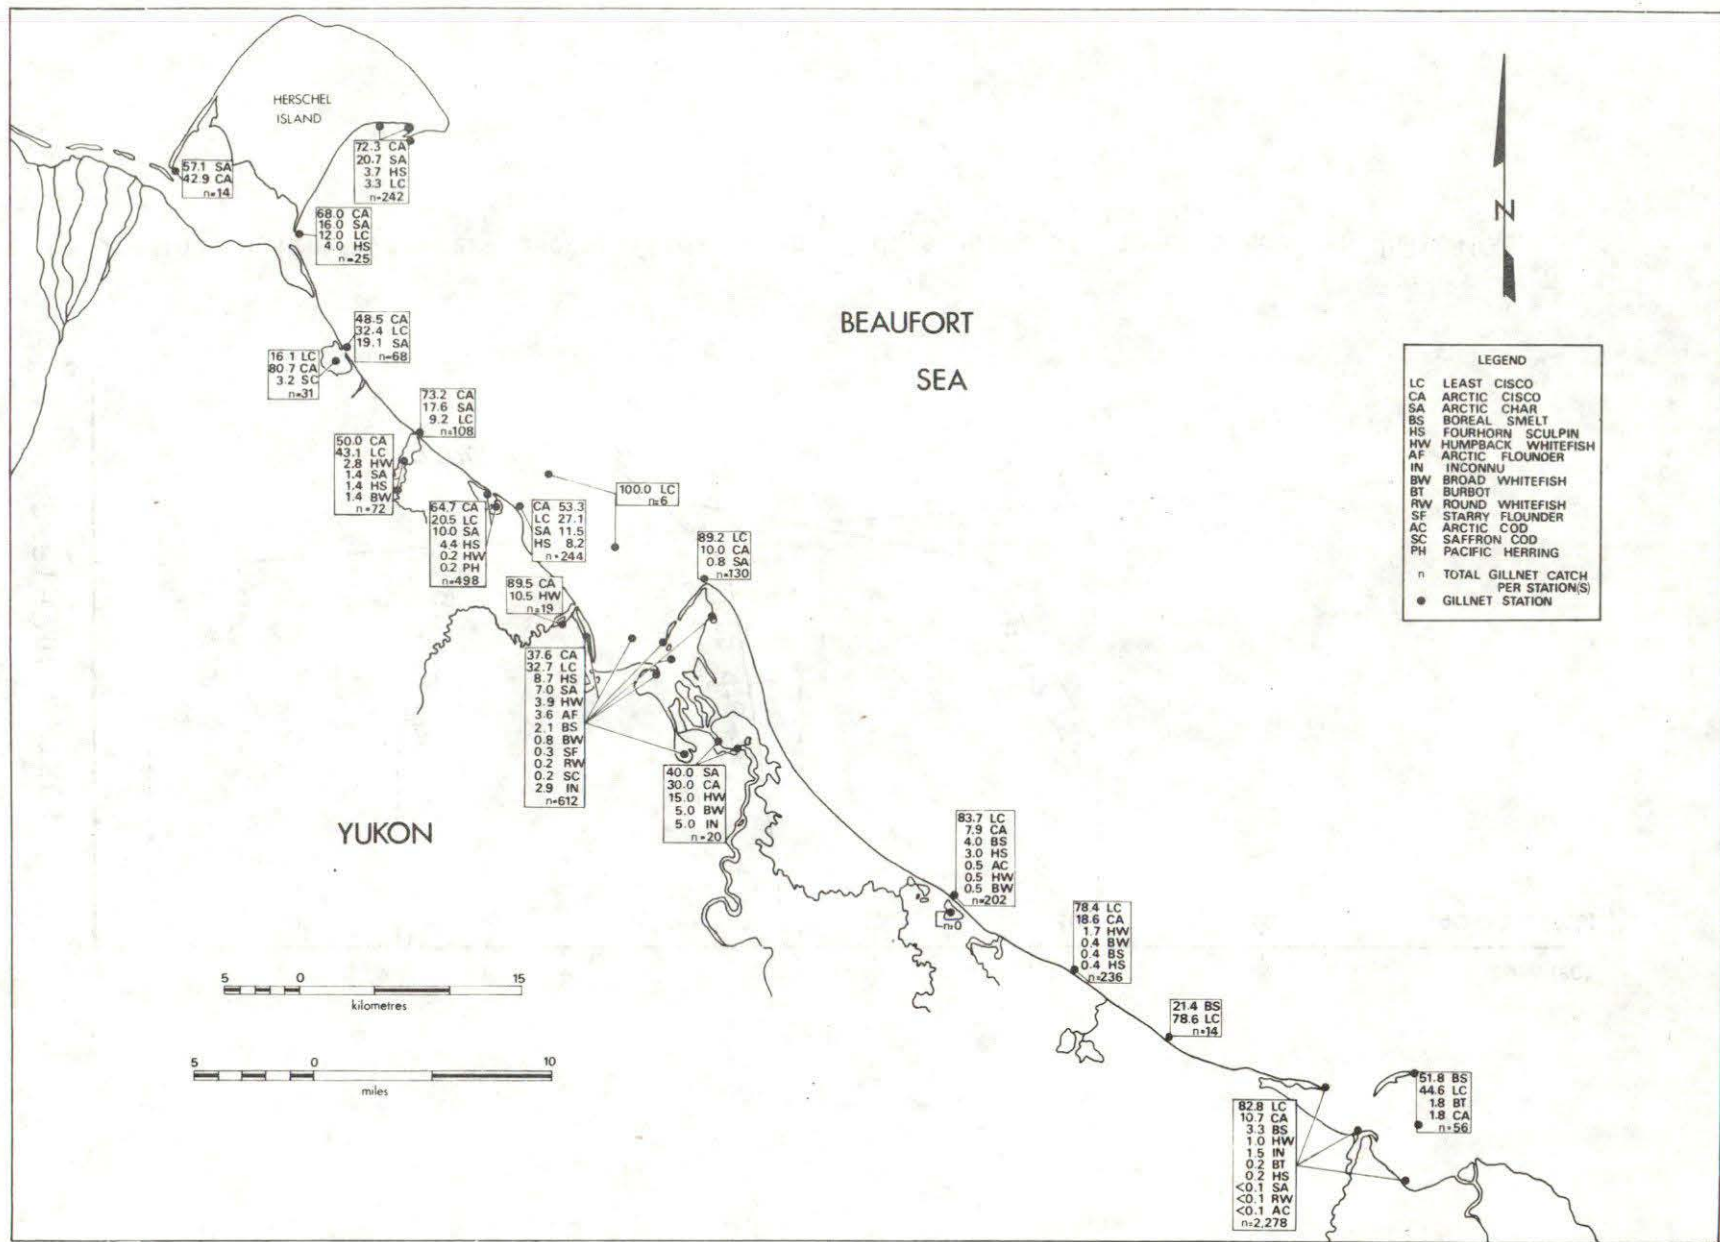 HERSCHEL
ISLAND
72.3 CA
20.7 SA
3.7 HS
3.3 LC
n=242
57.1 SA
42.9 CA
n=14
68.0 CA
16.0 SA
12.0 LC
4.0 HS
n=25
N
BEAUFORT
SEA
48.5 CA
32.4 LC
19.1 SA
n=68
16 1 LC
80 7 CA
3.2 SC
n=31
LEGEND
LC LEAST CISCO
CA ARCTIC CISCO
SA ARCTIC CHAR
BS BOREAL SMELT
HS FOURHORN SCULPIN
HW HUMPBACK WHITEFISH
AF ARCTIC FLOUNDER
IN INCONNU
BW BROAD WHITEFISH
BT BURBOT
RW ROUND WHITEFISH
SF STARRY FLOUNDER
AC ARCTIC COD
SC SAFFRON COD
PH PACIFIC HERRING
n TOTAL GILLNET CATCH
PER STATION(S)
GILLNET STATION
73.2 CA
17.6 SA
9.2 LC
n=108
50.0 CA
43.1 LC
2.8 HW
1.4 SA
1.4 HS
1.4 BW
n=72
64.7 CA
20.5 LC
10.0 SA
4.4 HS
0.2 HW
0.2 PH
n=498
CA 53.3
LC 27.1
SA 11.5
HS 8.2
n=244
100.0 LC
n=6
89.2 LC
10.0 CA
0.8 SA
n=130
89.5 CA
10.5 HW
n=19
37.6 CA
32.7 LC
8.7 HS
7.0 SA
3.9 HW
3.6 AF
2.1 BS
0.8 BW
0.3 SF
0.2 RW
0.2 SC
2.9 IN
n=612
40.0 SA
30.0 CA
15.0 HW
5.0 BW
5.0 IN
n=20
YUKON
83.7 LC
7.9 CA
4.0 BS
3.0 HS
0.5 AC
0.5 HW
0.5 BW
n=202
n=0
78.4 LC
18.6 CA
1.7 HW
0.4 BW
0.4 BS
0.4 HS
n=236
21.4 BS
78.6 LC
n=14
51.8 BS
44.6 LC
1.8 BT
1.8 CA
n=56
82.8 LC
10.7 CA
3.3 BS
1.0 HW
1.5 IN
0.2 BT
0.2 HS
<0.1 SA
<0.1 RW
<0.1 AC
n=2,278
5 0 15
kilometres
5 0 10
miles